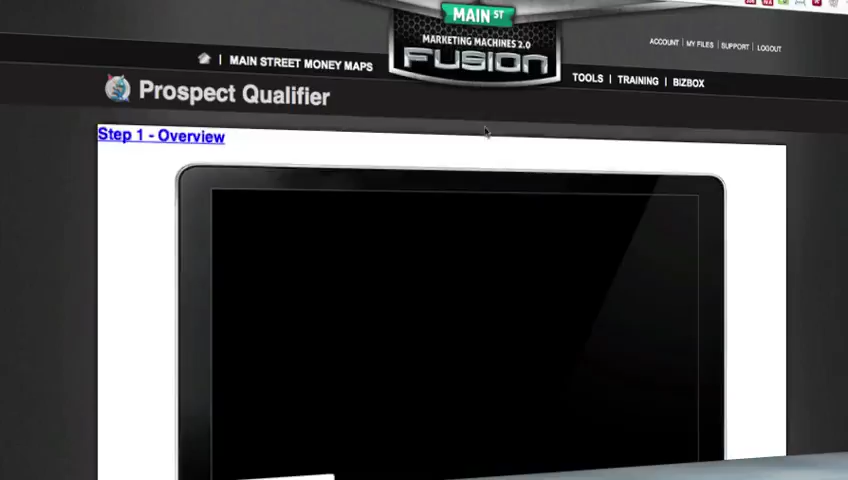 MAIN ST
MARKETING MACHINES 2.0
FUSION
ACCOUNT | MY FILES | SUPPORT | LOGOUT
| MAIN STREET MONEY MAPS
TOOLS | TRAINING | BIZBOX
Prospect Qualifier
Step 1 - Overview